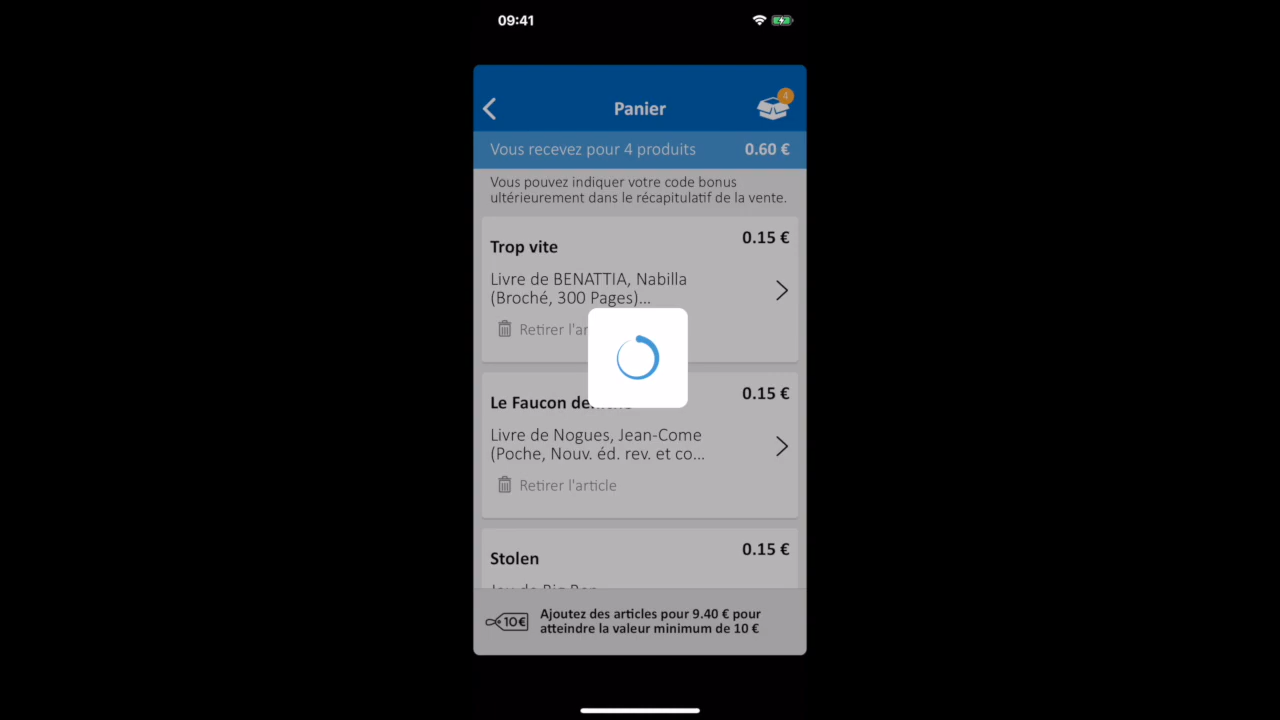 09:41
4
Panier
Vous recevez pour 4 produits 0.60 €
Vous pouvez indiquer votre code bonus
ultérieurement dans le récapitulatif de la vente.
0.15 €
Trop vite
Livre de BENATTIA, Nabilla
(Broché, 300 Pages)...
Retirer l'ar
0.15 €
Le Faucon
Livre de Nogues, Jean-Come
(Poche, Nouv. éd. rev. et co...
Retirer l'article
0.15 €
Stolen
10€
Ajoutez des articles pour 9.40 € pour
atteindre la valeur minimum de 10 €